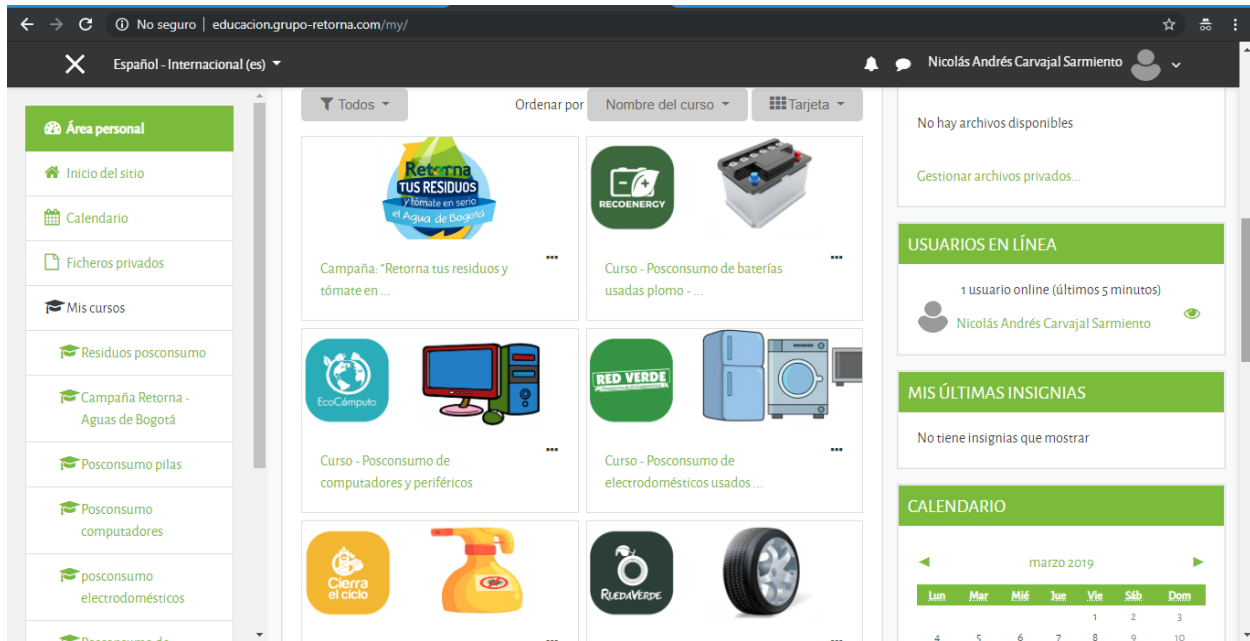 No seguro | educacion.grupo-retorna.com/my/
Español - Internacional (es)
Nicolás Andrés Carvajal Sarmiento
Área personal
Inicio del sitio
Calendario
Ficheros privados
Mis cursos
Residuos posconsumo
Campaña Retorna -
Aguas de Bogotá
Posconsumo pilas
Posconsumo
computadores
posconsumo
electrodomésticos
Todos
Ordenar por
Nombre del curso
Tarjeta
Retorna
TUS RESIDUOS
y tómate en serio
el Agua de Bogotá
Campaña: "Retorna tus residuos y
tómate en ...
RECOENERGY
Curso - Posconsumo de baterías
usadas plomo - ...
EcoCómputo
Curso - Posconsumo de
computadores y periféricos
RED VERDE
Curso - Posconsumo de
electrodomésticos usados ...
Cierra
el ciclo
RUEDAVERDE
No hay archivos disponibles
Gestionar archivos privados...
USUARIOS EN LÍNEA
1 usuario online (últimos 5 minutos)
Nicolás Andrés Carvajal Sarmiento
MIS ÚLTIMAS INSIGNIAS
No tiene insignias que mostrar
CALENDARIO
marzo 2019
Lun Mar Mié Jue Vie Sáb Dom
1 2 3
4 5 6 7 8 9 10